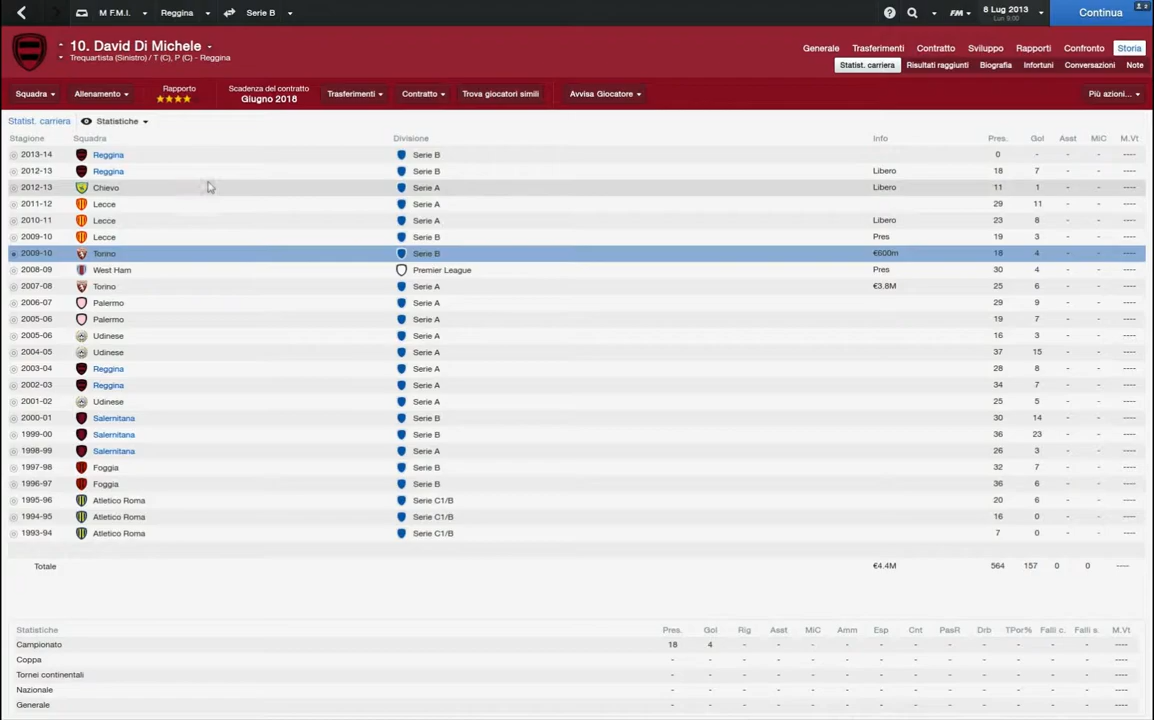 M F.M.I. Reggina Serie B 8 Lug 2013 Lun 9:00 Continua 2
10. David Di Michele
Trequartista (Sinistro) / T (C), P (C) - Reggina
Generale Trasferimenti Contratto Sviluppo Rapporti Confronto Storia
Statist. carriera Risultati raggiunti Biografia Infortuni Conversazioni Note
Squadra Allenamento Rapporto Scadenza del contratto Giugno 2018 Trasferimenti Contratto Trova giocatori simili Avvisa Giocatore Più azioni...
Statist. carriera Statistiche
Stagione Squadra Divisione Info Pres. Gol Asst MiC M.Vt
2013-14 Reggina Serie B 0 - - - ----
2012-13 Reggina Serie B Libero 18 7 - - ----
2012-13 Chievo Serie A Libero 11 1 - - ----
2011-12 Lecce Serie A 29 11 - - ----
2010-11 Lecce Serie A Libero 23 8 - - ----
2009-10 Lecce Serie B Pres 19 3 - - ----
2009-10 Torino Serie B €600m 18 4 - - ----
2008-09 West Ham Premier League Pres 30 4 - - ----
2007-08 Torino Serie A €3.8M 25 6 - - ----
2006-07 Palermo Serie A 29 9 - - ----
2005-06 Palermo Serie A 19 7 - - ----
2005-06 Udinese Serie A 16 3 - - ----
2004-05 Udinese Serie A 37 15 - - ----
2003-04 Reggina Serie A 28 8 - - ----
2002-03 Reggina Serie A 34 7 - - ----
2001-02 Udinese Serie A 25 5 - - ----
2000-01 Salernitana Serie B 30 14 - - ----
1999-00 Salernitana Serie B 36 23 - - ----
1998-99 Salernitana Serie A 26 3 - - ----
1997-98 Foggia Serie B 32 7 - - ----
1996-97 Foggia Serie B 36 6 - - ----
1995-96 Atletico Roma Serie C1/B 20 6 - - ----
1994-95 Atletico Roma Serie C1/B 16 0 - - ----
1993-94 Atletico Roma Serie C1/B 7 0 - - ----
Totale €4.4M 564 157 0 0 ----
Statistiche Pres. Gol Rig Asst MiC Amm Esp Cnt PasR Drb TPor% Falli c. Falli s. M.Vt
Campionato 18 4 - - - - - - - - - - - ----
Coppa - - - - - - - - - - - - - ----
Tornei continentali - - - - - - - - - - - - - ----
Nazionale - - - - - - - - - - - - - ----
Generale - - - - - - - - - - - - - ----